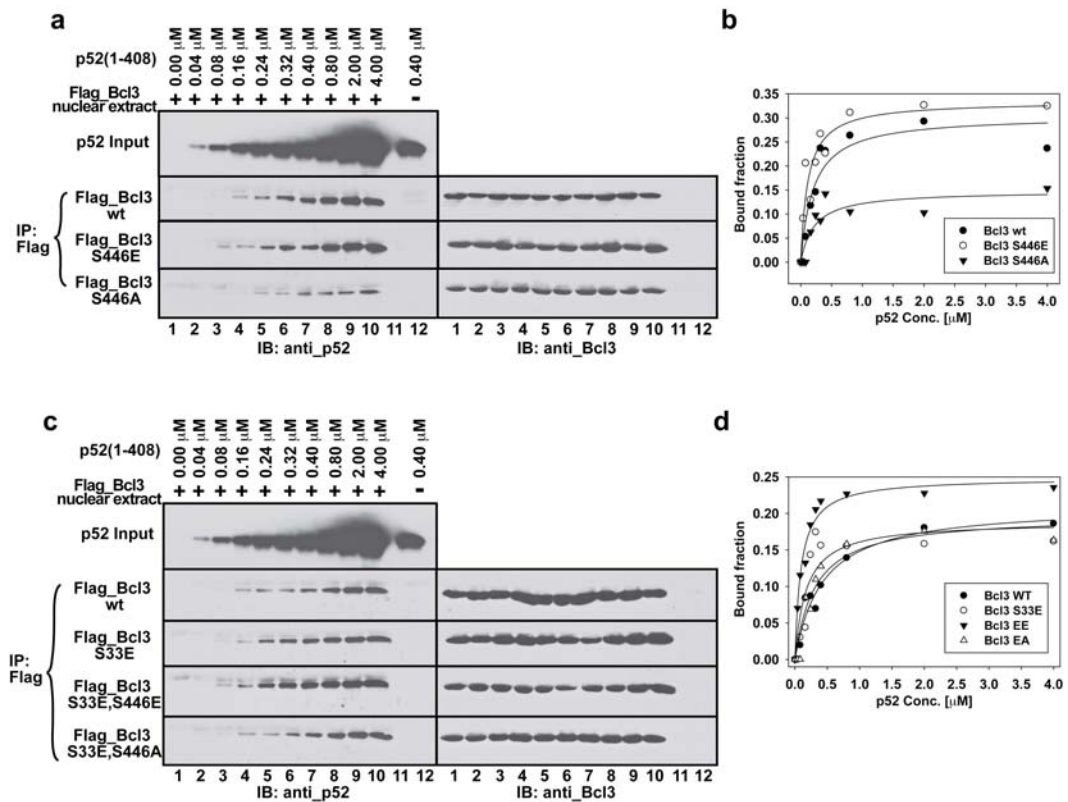 a
p52(1-408)
0.00 μM
0.04 μM
0.08 μM
0.16 μM
0.24 μM
0.32 μM
0.40 μM
0.80 μM
2.00 μM
4.00 μM
0.40 μM
Flag_Bcl3
nuclear extract
+ + + + + + + + + + -
p52 Input
IP:
Flag
Flag_Bcl3
wt
Flag_Bcl3
S446E
Flag_Bcl3
S446A
1 2 3 4 5 6 7 8 9 10 11 12
IB: anti_p52
1 2 3 4 5 6 7 8 9 10 11 12
IB: anti_Bcl3
b
Bound fraction
0.35
0.30
0.25
0.20
0.15
0.10
0.05
0.00
Bcl3 wt
Bcl3 S446E
Bcl3 S446A
0.0 0.5 1.0 1.5 2.0 2.5 3.0 3.5 4.0
p52 Conc. [μM]
c
p52(1-408)
0.00 μM
0.04 μM
0.08 μM
0.16 μM
0.24 μM
0.32 μM
0.40 μM
0.80 μM
2.00 μM
4.00 μM
0.40 μM
Flag_Bcl3
nuclear extract
+ + + + + + + + + + -
p52 Input
IP:
Flag
Flag_Bcl3
wt
Flag_Bcl3
S33E
Flag_Bcl3
S33E,S446E
Flag_Bcl3
S33E,S446A
1 2 3 4 5 6 7 8 9 10 11 12
IB: anti_p52
1 2 3 4 5 6 7 8 9 10 11 12
IB: anti_Bcl3
d
Bound fraction
0.25
0.20
0.15
0.10
0.05
0.00
Bcl3 WT
Bcl3 S33E
Bcl3 EE
Bcl3 EA
0.0 0.5 1.0 1.5 2.0 2.5 3.0 3.5 4.0
p52 Conc. [μM]